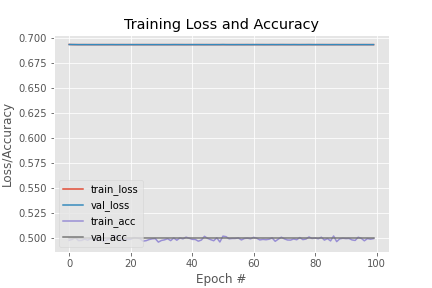 Training Loss and Accuracy
0.700
0.675
0.650
0.625
0.600
0.575
0.550
0.525
0.500
Loss/Accuracy
train_loss
val_loss
train_acc
val_acc
0 20 40 60 80 100
Epoch #